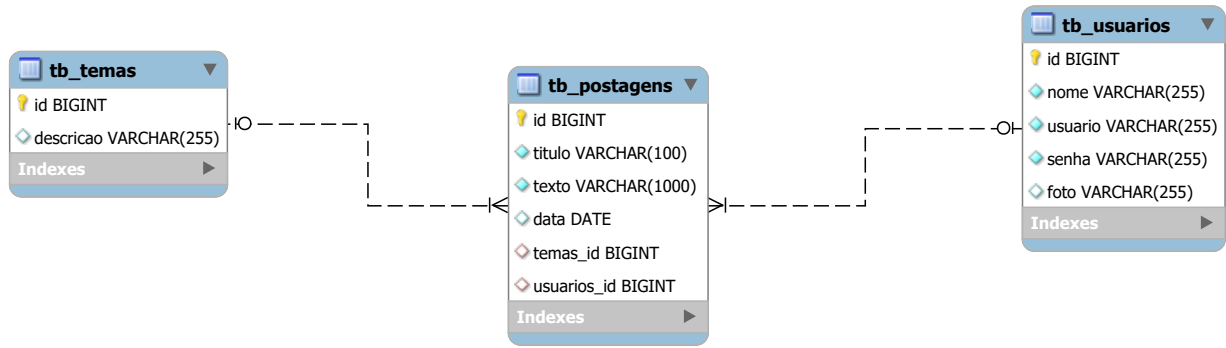 tb_temas
id BIGINT
descricao VARCHAR(255)
Indexes
tb_postagens
id BIGINT
titulo VARCHAR(100)
texto VARCHAR(1000)
data DATE
temas_id BIGINT
usuarios_id BIGINT
Indexes
tb_usuarios
id BIGINT
nome VARCHAR(255)
usuario VARCHAR(255)
senha VARCHAR(255)
foto VARCHAR(255)
Indexes